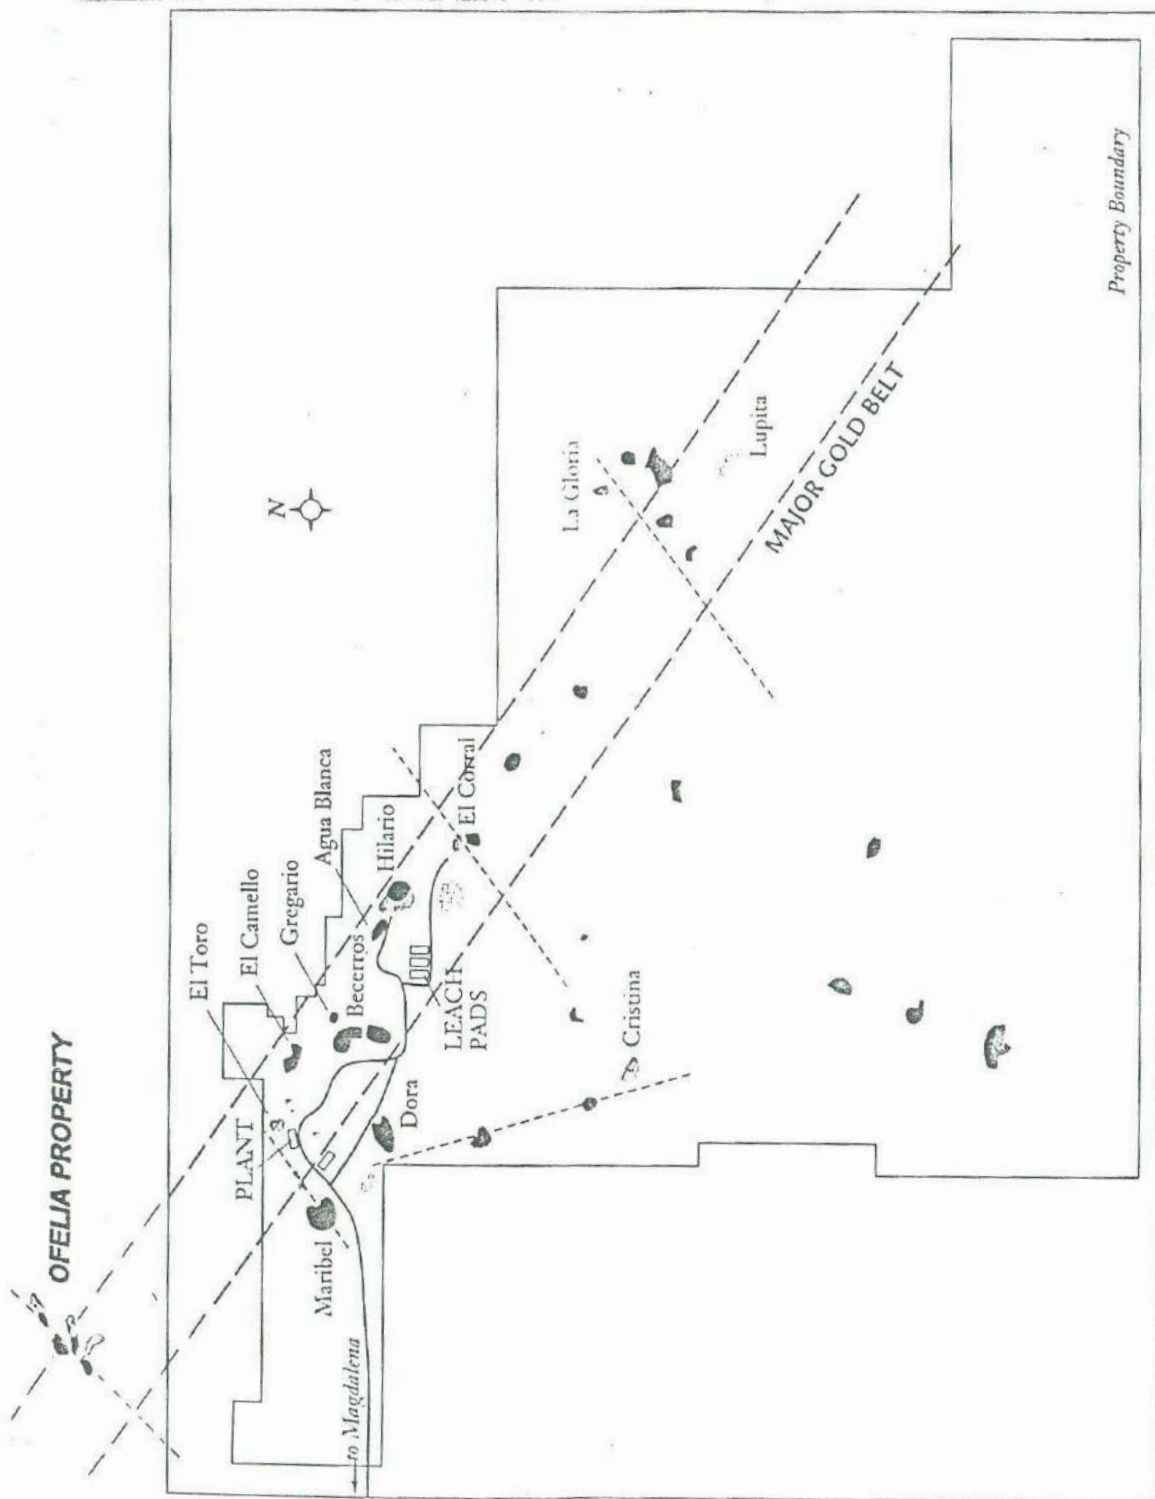 OFELIA PROPERTY
El Toro
El Camello
Gregario
Agua Blanca
Hilario
Becerros
El Corral
PLANT
3
Maribel
Dora
LEACH
PADS
Cristina
to Magdalena
N
La Gloria
Lupita
MAJOR GOLD BELT
Property Boundary